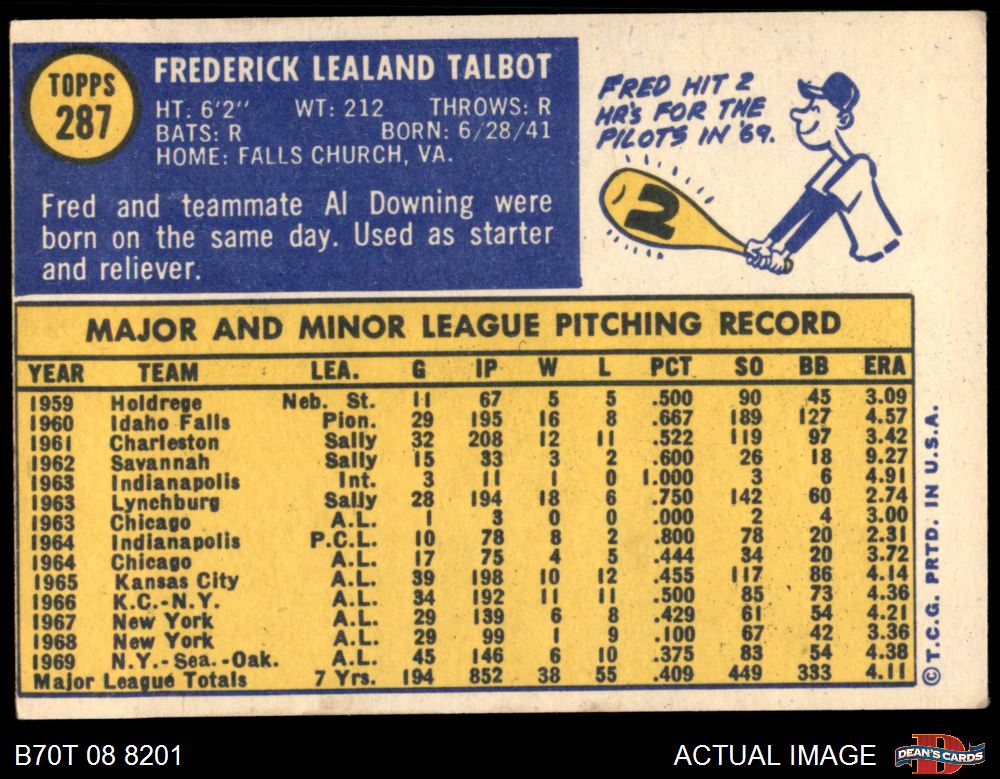 TOPPS
287
FREDERICK LEALAND TALBOT
HT: 6'2" WT: 212 THROWS: R
BATS: R BORN: 6/28/41
HOME: FALLS CHURCH, VA.
Fred and teammate Al Downing were
born on the same day. Used as starter
and reliever.
FRED HIT 2
HR's FOR THE
PILOTS IN '69.
2
MAJOR AND MINOR LEAGUE PITCHING RECORD
YEAR TEAM LEA. G IP W L PCT SO BB ERA
1959 Holdrege Neb. St. 11 67 5 5 .500 90 45 3.09
1960 Idaho Falls Pion. 29 195 16 8 .667 189 127 4.57
1961 Charleston Sally 32 208 12 11 .522 119 97 3.42
1962 Savannah Sally 15 33 3 2 .600 26 18 9.27
1963 Indianapolis Int. 3 11 1 0 1.000 3 6 4.91
1963 Lynchburg Sally 28 194 18 6 .750 142 60 2.74
1963 Chicago A.L. 1 3 0 0 .000 2 4 3.00
1964 Indianapolis P.C.L. 10 78 8 2 .800 78 20 2.31
1964 Chicago A.L. 17 75 4 5 .444 34 20 3.72
1965 Kansas City A.L. 39 198 10 12 .455 117 86 4.14
1966 K.C.-N.Y. A.L. 34 192 11 11 .500 85 73 4.36
1967 New York A.L. 29 139 6 8 .429 61 54 4.21
1968 New York A.L. 29 99 1 9 .100 67 42 3.36
1969 N.Y.-Sea.-Oak. A.L. 45 146 6 10 .375 83 54 4.38
Major League Totals 7 Yrs. 194 852 38 55 .409 449 333 4.11
©T.C.G. PRTD. IN U.S.A.
B70T 08 8201 ACTUAL IMAGE
D
DEAN'S CARDS